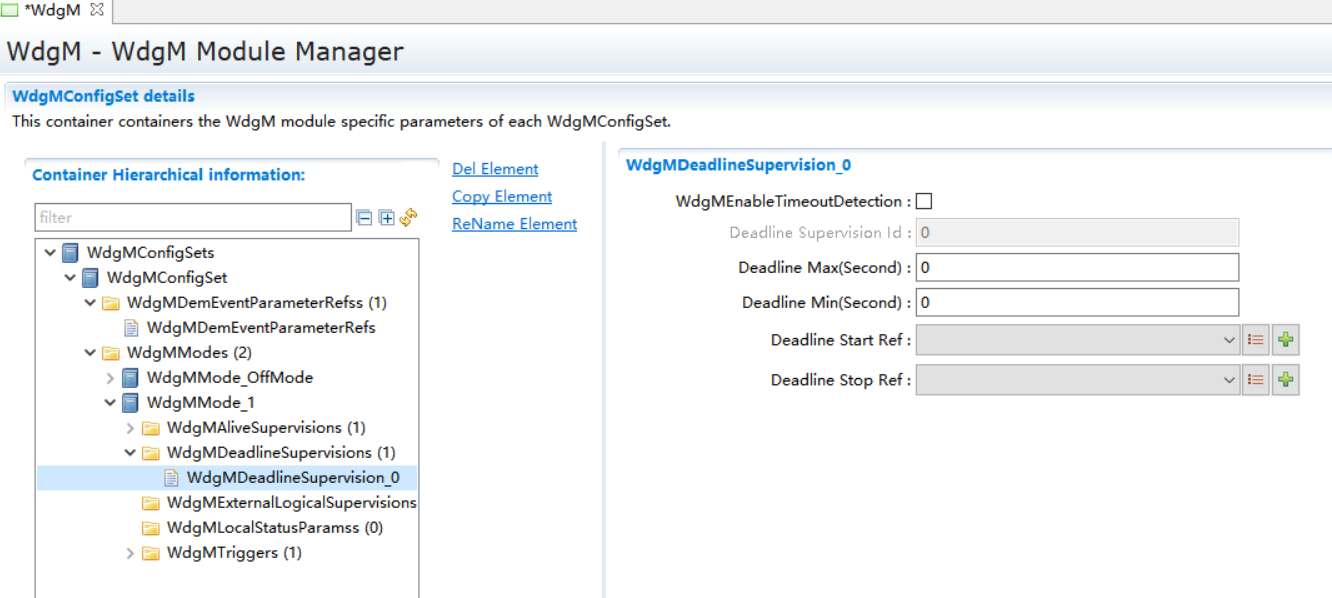 *WdgM
WdgM - WdgM Module Manager
WdgMConfigSet details
This container containers the WdgM module specific parameters of each WdgMConfigSet.
Container Hierarchical information:
filter
WdgMConfigSets
WdgMConfigSet
WdgMDemEventParameterRefss (1)
WdgMDemEventParameterRefs
WdgMModes (2)
WdgMMode_OffMode
WdgMMode_1
WdgMAliveSupervisions (1)
WdgMDeadlineSupervisions (1)
WdgMDeadlineSupervision_0
WdgMExternalLogicalSupervisions
WdgMLocalStatusParamss (0)
WdgMTriggers (1)
Del Element
Copy Element
ReName Element
WdgMDeadlineSupervision_0
WdgMEnableTimeoutDetection :
Deadline Supervision Id : 0
Deadline Max(Second) : 0
Deadline Min(Second) : 0
Deadline Start Ref :
Deadline Stop Ref :